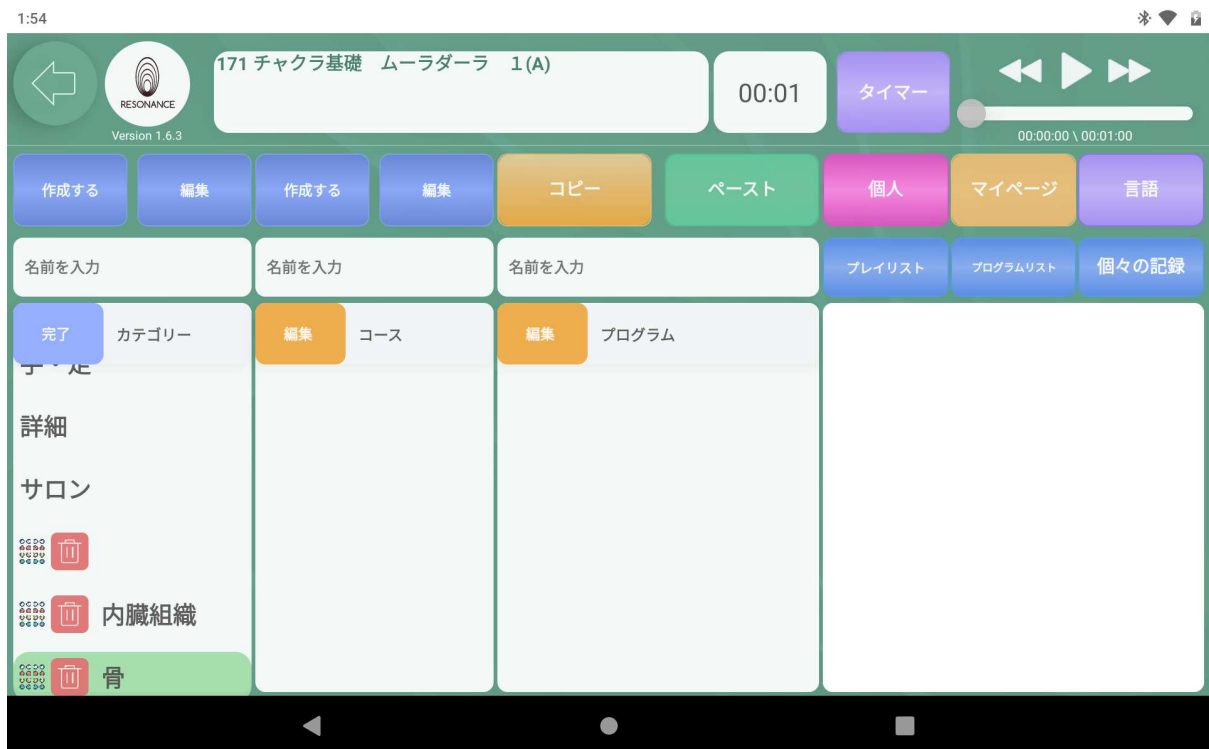 1:54
171 チャクラ基礎　ムーラダーラ　１(A)
00:01
タイマー
RESONANCE
Version 1.6.3
00:00:00 \ 00:01:00
作成する
編集
作成する
編集
コピー
ペースト
個人
マイページ
言語
名前を入力
名前を入力
名前を入力
プレイリスト
プログラムリスト
個々の記録
完了
カテゴリー
編集
コース
編集
プログラム
手・足
詳細
サロン
内臓組織
骨